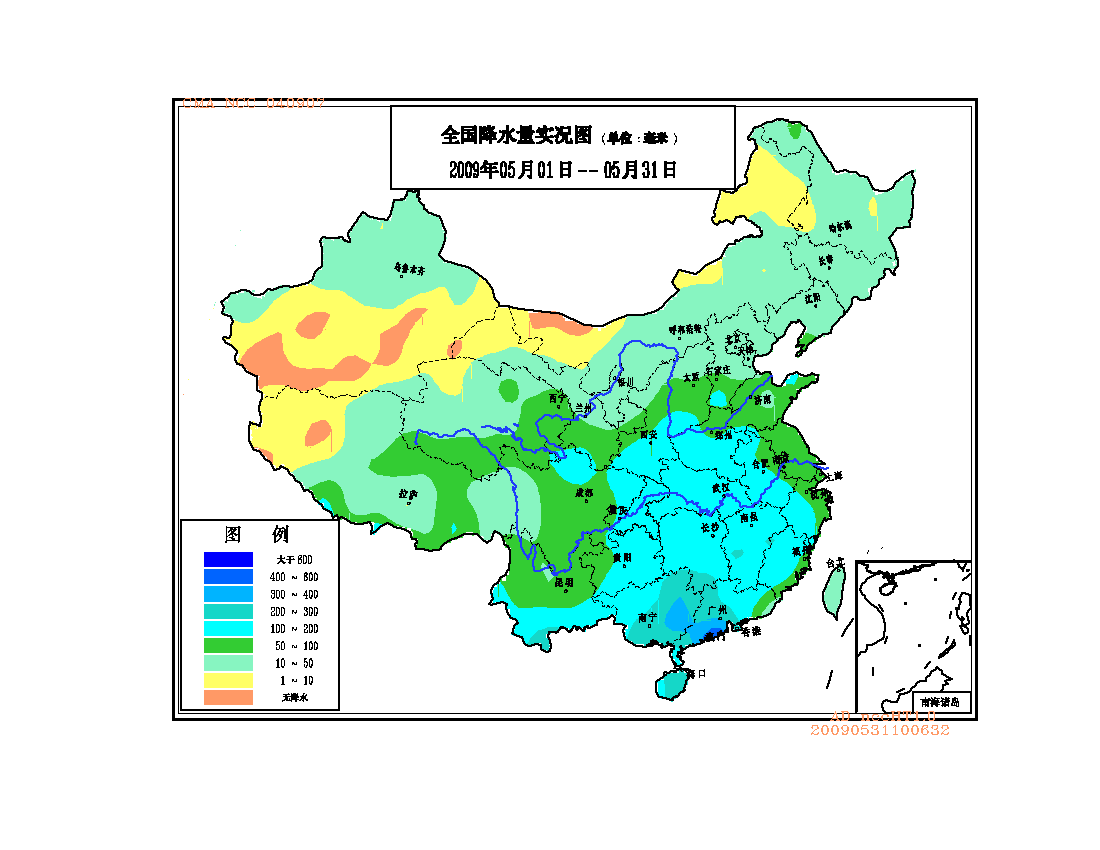 CMA NCC 040902
全国降水量实况图 (单位:毫米)
2009年05月01日 -- 05月31日
哈尔滨
长春
乌鲁木齐
沈阳
呼和浩特
北京
天津
银川
太原
石家庄
西宁
济南
兰州
西安
郑州
合肥
南京
上海
拉萨
成都
武汉
杭州
重庆
长沙
南昌
贵阳
福州
台北
昆明
南宁
广州
澳门
香港
海口
图 例
大于600
400 ~ 600
300 ~ 400
200 ~ 300
100 ~ 200
50 ~ 100
10 ~ 50
1 ~ 10
无降水
南海诸岛
20090531100632